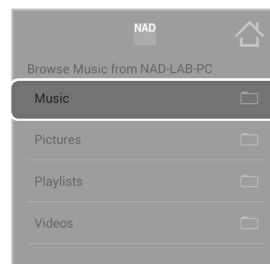 NAD
Browse Music from NAD-LAB-PC
Music
Pictures
Playlists
Videos